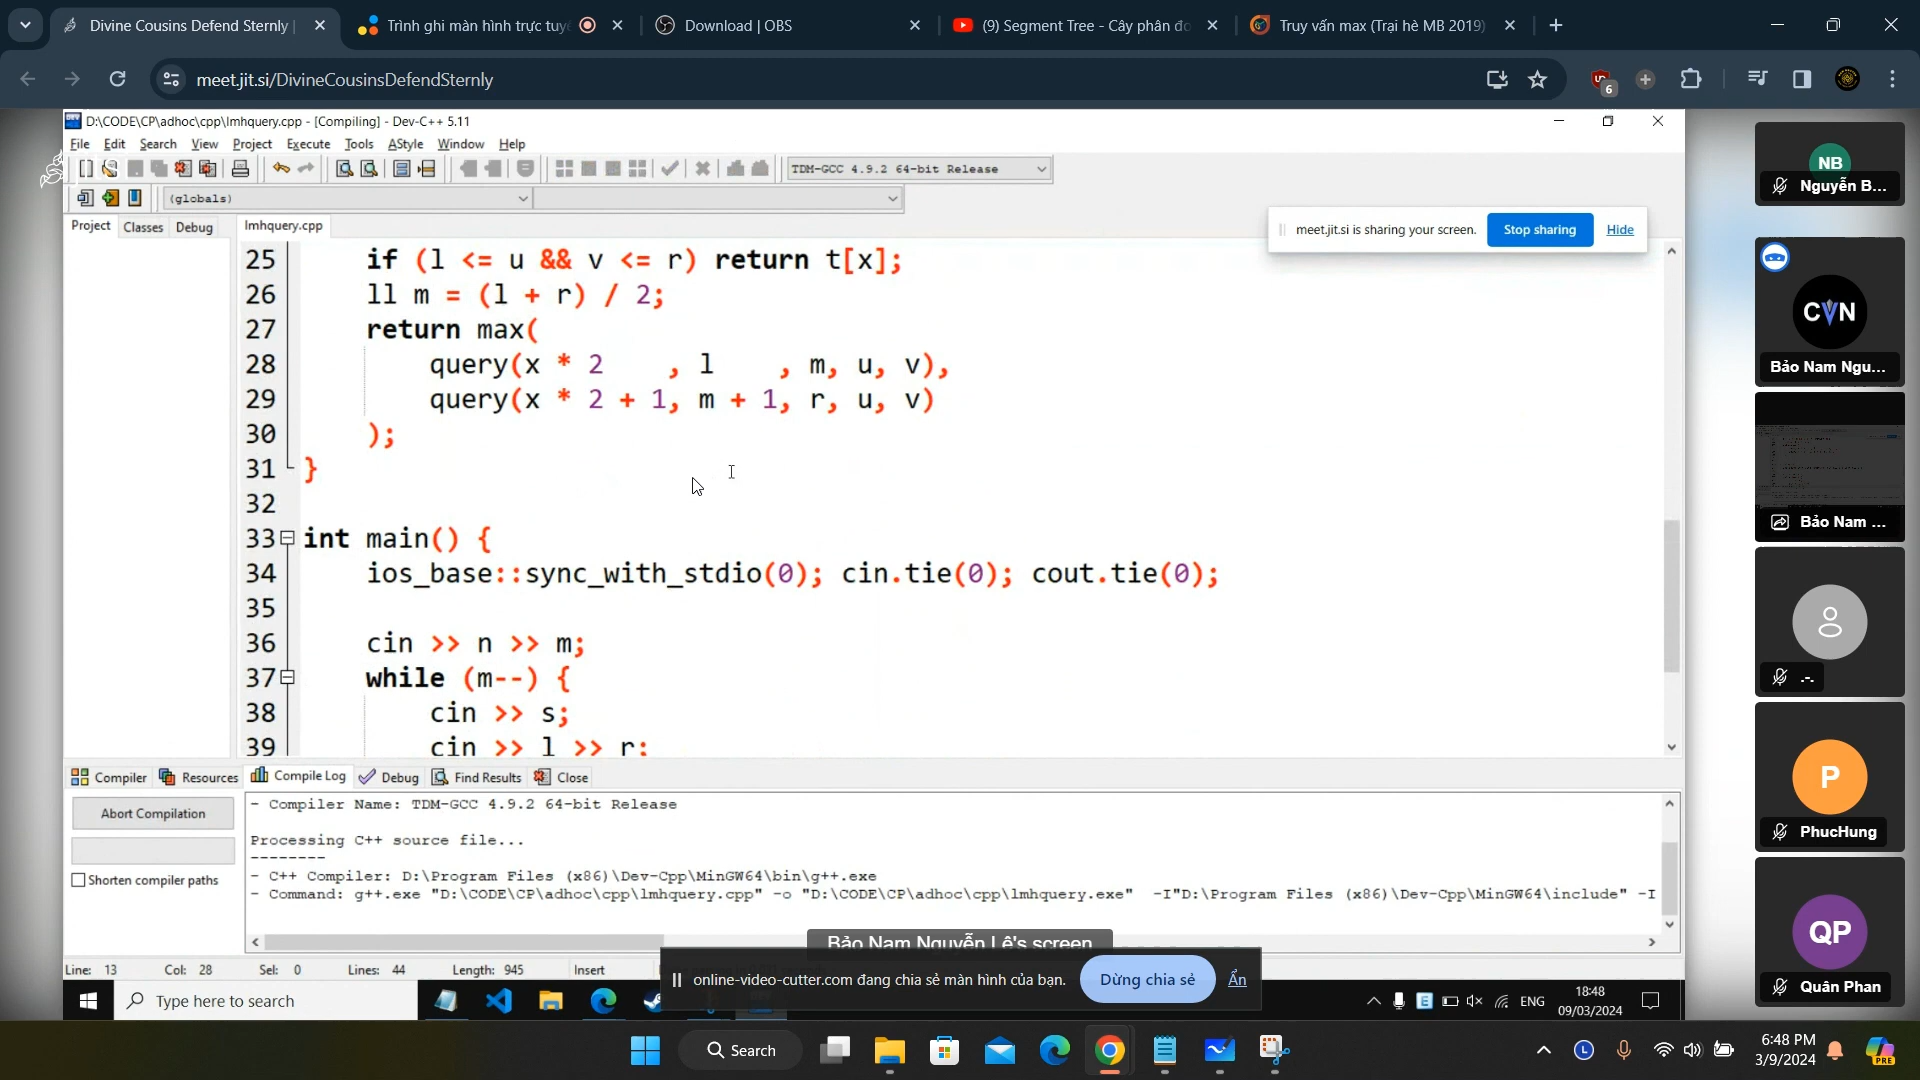 Divine Cousins Defend Sternly |
Trình ghi màn hình trực tuy
Download | OBS
(9) Segment Tree - Cây phân đo
Truy vấn max (Trại hè MB 2019)
meet.jit.si/DivineCousinsDefendSternly
6
D:\CODE\CP\adhoc\cpp\lmhquery.cpp - [Compiling] - Dev-C++ 5.11
File Edit Search View Project Execute Tools AStyle Window Help
TDM-GCC 4.9.2 64-bit Release
(globals)
Project Classes Debug
lmhquery.cpp
meet.jit.si is sharing your screen. Stop sharing Hide
25 if (l <= u && v <= r) return t[x];
26 ll m = (l + r) / 2;
27 return max(
28 query(x * 2 , l , m, u, v),
29 query(x * 2 + 1, m + 1, r, u, v)
30 );
31 }
32
33 int main() {
34 ios_base::sync_with_stdio(0); cin.tie(0); cout.tie(0);
35
36 cin >> n >> m;
37 while (m--) {
38 cin >> s;
39 cin >> l >> r;
Compiler Resources Compile Log Debug Find Results Close
Abort Compilation
Shorten compiler paths
- Compiler Name: TDM-GCC 4.9.2 64-bit Release
Processing C++ source file...
--------
- C++ Compiler: D:\Program Files (x86)\Dev-Cpp\MinGW64\bin\g++.exe
- Command: g++.exe "D:\CODE\CP\adhoc\cpp\lmhquery.cpp" -o "D:\CODE\CP\adhoc\cpp\lmhquery.exe" -I"D:\Program Files (x86)\Dev-Cpp\MinGW64\include" -I
Bảo Nam Nguyễn Lê's screen
Line: 13 Col: 28 Sel: 0 Lines: 44 Length: 945 Insert
online-video-cutter.com đang chia sẻ màn hình của bạn. Dừng chia sẻ Ẩn
Type here to search
ENG
18:48
09/03/2024
NB
Nguyễn B...
CVN
Bảo Nam Ngu...
Bảo Nam ...
.-.
P
PhucHung
QP
Quân Phan
Search
6:48 PM
3/9/2024
PRE